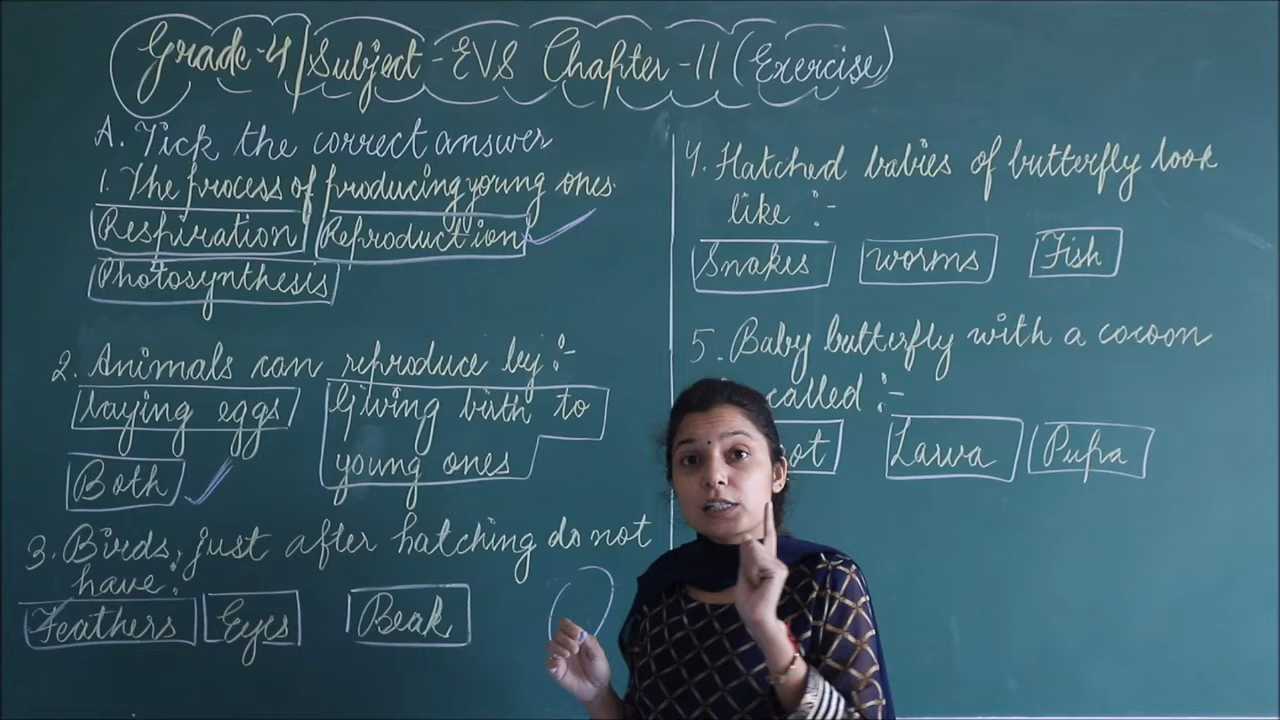 Grade-4/Subject-EVS Chapter-11 (Exercise)
A. Tick the correct answer
1. The process of producing young ones.
Respiration Reproduction
Photosynthesis
2. Animals can reproduce by:-
laying eggs Giving birth to
young ones
Both
3. Birds, just after hatching do not
have:
Feathers Eyes Beak
4. Hatched babies of butterfly look
like :-
Snakes worms Fish
5. Baby butterfly with a cocoon
called :-
Larva Pupa